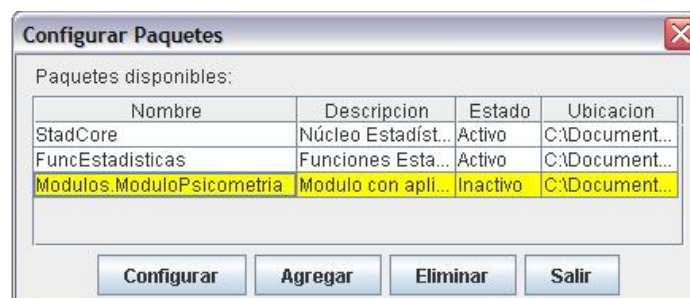 Configurar Paquetes
Paquetes disponibles:
Nombre Descripcion Estado Ubicacion
StadCore Núcleo Estadíst... Activo C:\Document...
FuncEstadisticas Funciones Esta... Activo C:\Document...
Modulos.ModuloPsicometria Modulo con apli... Inactivo C:\Document...
Configurar Agregar Eliminar Salir